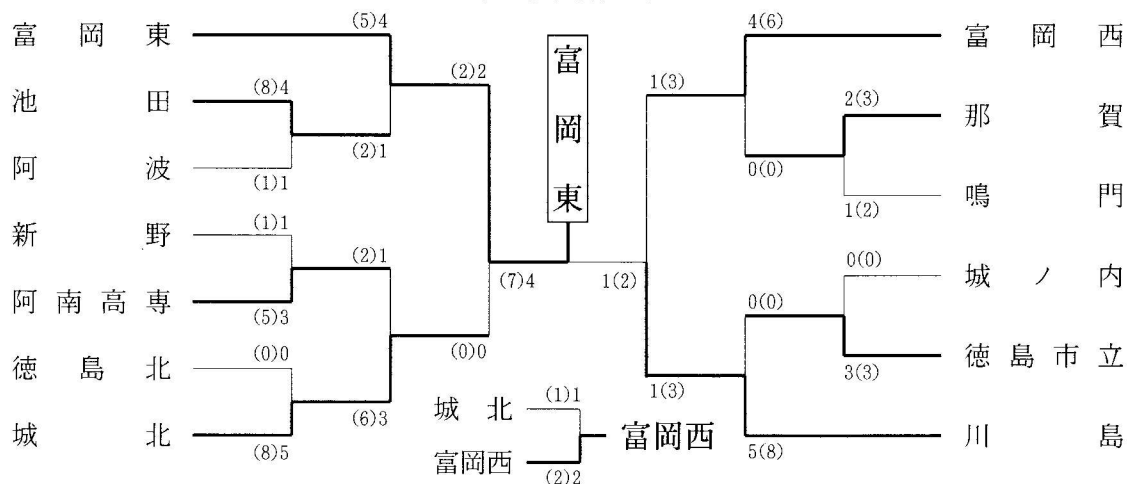 富岡東
池田
阿波
新野
阿南高専
徳島北
城北
(5)4
(8)4
(1)1
(2)1
(2)2
(1)1
(5)3
(2)1
(0)0
(8)5
(6)3
(0)0
(7)4
富岡東
1(2)
1(3)
4(6)
0(0)
2(3)
1(2)
0(0)
3(3)
0(0)
1(3)
5(8)
富岡西
那賀
鳴門
城ノ内
徳島市立
川島
城北
(1)1
富岡西
(2)2
富岡西